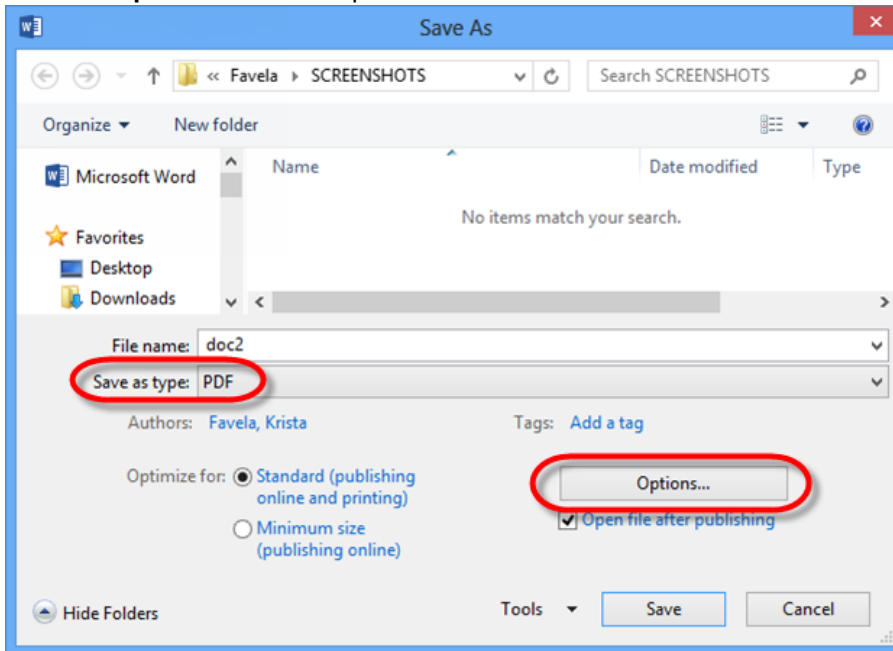 Save As
« Favela ▸ SCREENSHOTS
Search SCREENSHOTS
Organize
New folder
Name
Date modified
Type
Microsoft Word
No items match your search.
Favorites
Desktop
Downloads
File name: doc2
Save as type: PDF
Authors: Favela, Krista
Tags: Add a tag
Optimize for: Standard (publishing
online and printing)
Minimum size
(publishing online)
Options...
Open file after publishing
Hide Folders
Tools
Save
Cancel